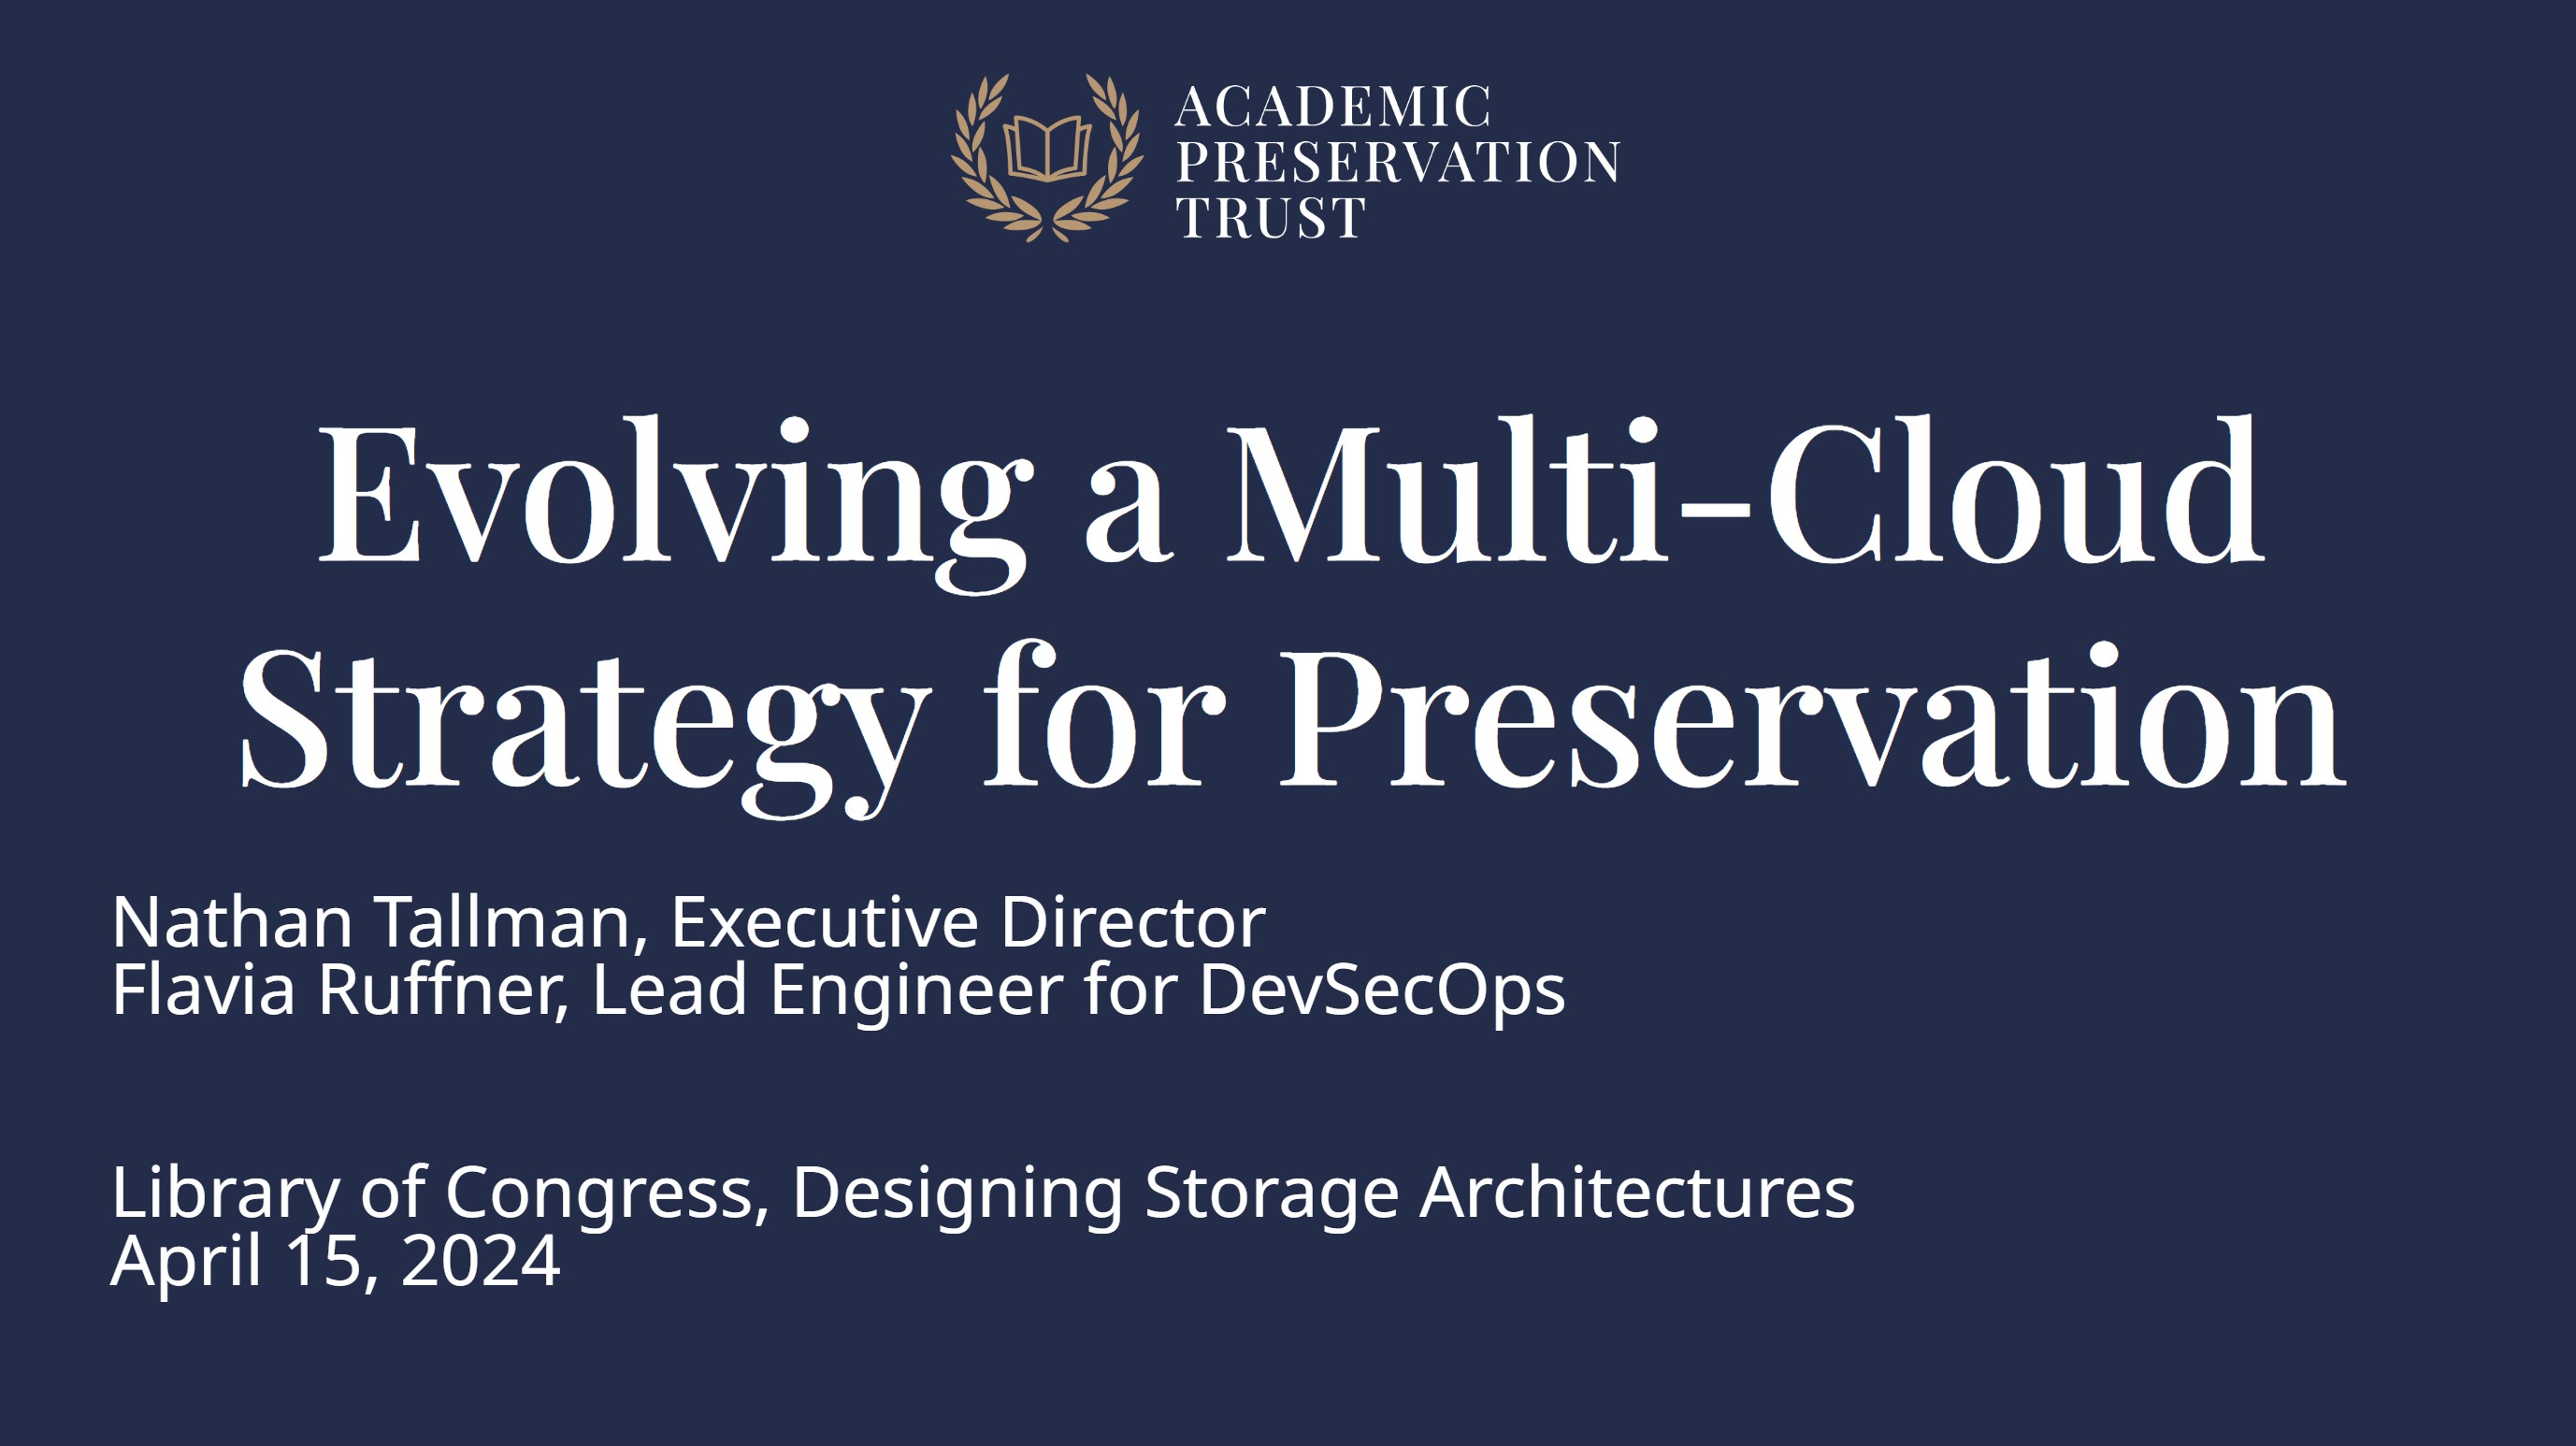 ACADEMIC
PRESERVATION
TRUST
Evolving a Multi-Cloud
Strategy for Preservation
Nathan Tallman, Executive Director
Flavia Ruffner, Lead Engineer for DevSecOps
Library of Congress, Designing Storage Architectures
April 15, 2024